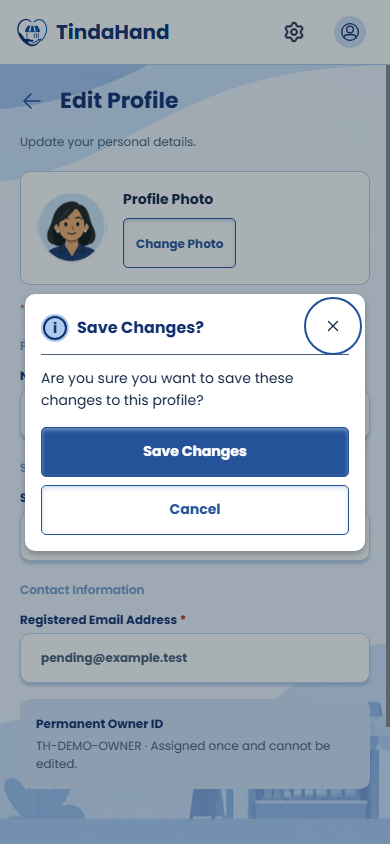 TindaHand
Edit Profile
Update your personal details.
Profile Photo
Change Photo
*
Save Changes?
Are you sure you want to save these
changes to this profile?
Save Changes
Cancel
Contact Information
Registered Email Address *
pending@example.test
Permanent Owner ID
TH-DEMO-OWNER · Assigned once and cannot be
edited.